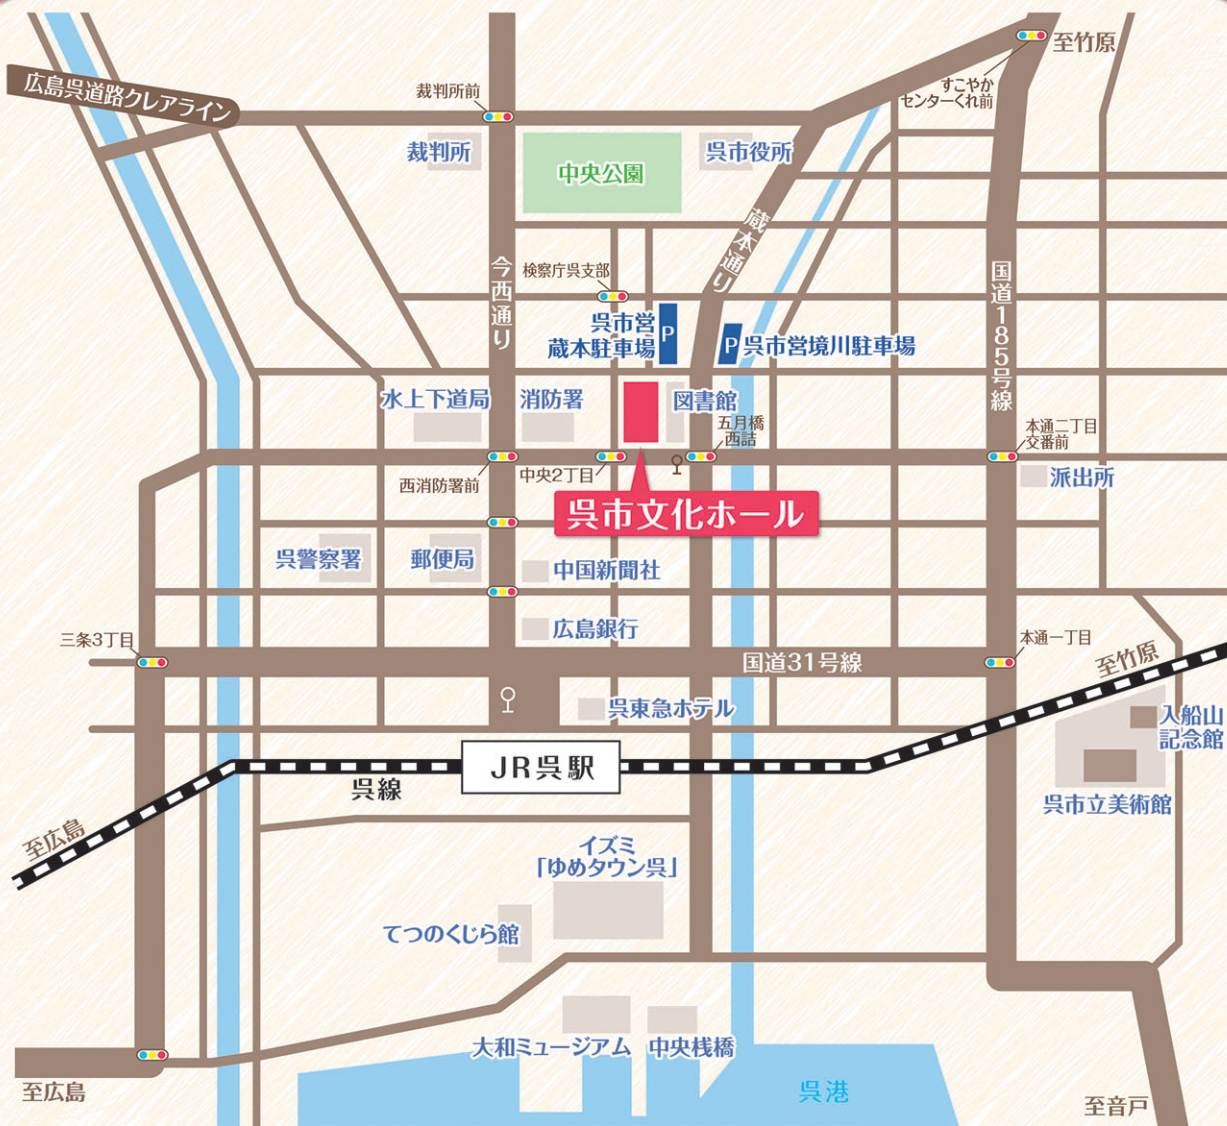 至竹原
すこやか
センターくれ前
広島呉道路クレアライン
裁判所前
裁判所
中央公園
呉市役所
蔵本通り
今西通り
検察庁呉支部
国道185号線
呉市営
蔵本駐車場
P
P
呉市営境川駐車場
水上下道局
消防署
図書館
五月橋
西詰
本通二丁目
交番前
西消防署前
中央2丁目
派出所
呉市文化ホール
呉警察署
郵便局
中国新聞社
広島銀行
三条3丁目
国道31号線
本通一丁目
至竹原
呉東急ホテル
入船山
記念館
JR呉駅
呉線
呉市立美術館
至広島
イズミ
「ゆめタウン呉」
てつのくじら館
大和ミュージアム
中央桟橋
至広島
呉港
至音戸